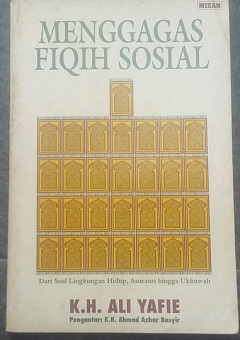 MIZAN
MENGGAGAS
FIQIH SOSIAL
Dari Soal Lingkungan Hidup, Asuransi hingga Ukhuwah
K.H. ALI YAFIE
Pengantar: K.H. Ahmad Azhar Basyir